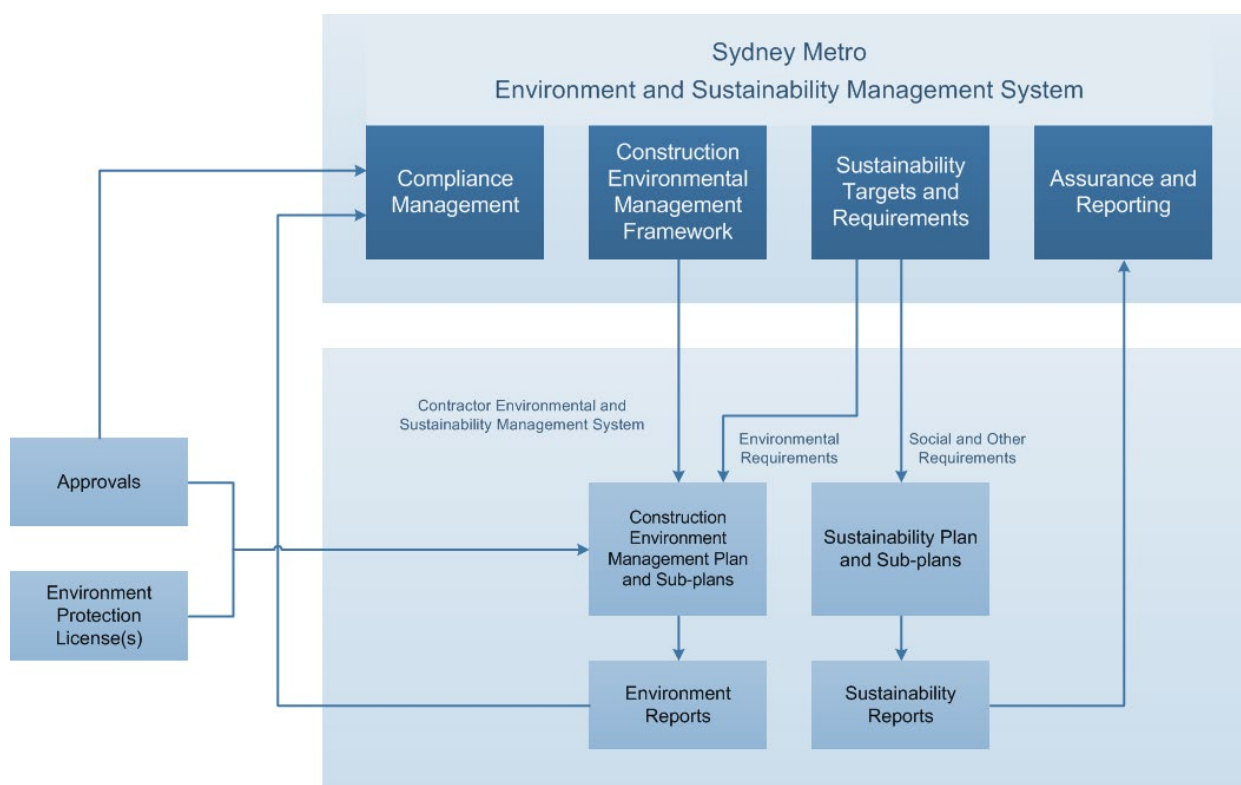 Sydney Metro
Environment and Sustainability Management System
Compliance
Management
Construction
Environmental
Management
Framework
Sustainability
Targets and
Requirements
Assurance and
Reporting
Contractor Environmental and
Sustainability Management System
Environmental
Requirements
Social and Other
Requirements
Approvals
Environment
Protection
License(s)
Construction
Environment
Management Plan
and Sub-plans
Sustainability Plan
and Sub-plans
Environment
Reports
Sustainability
Reports